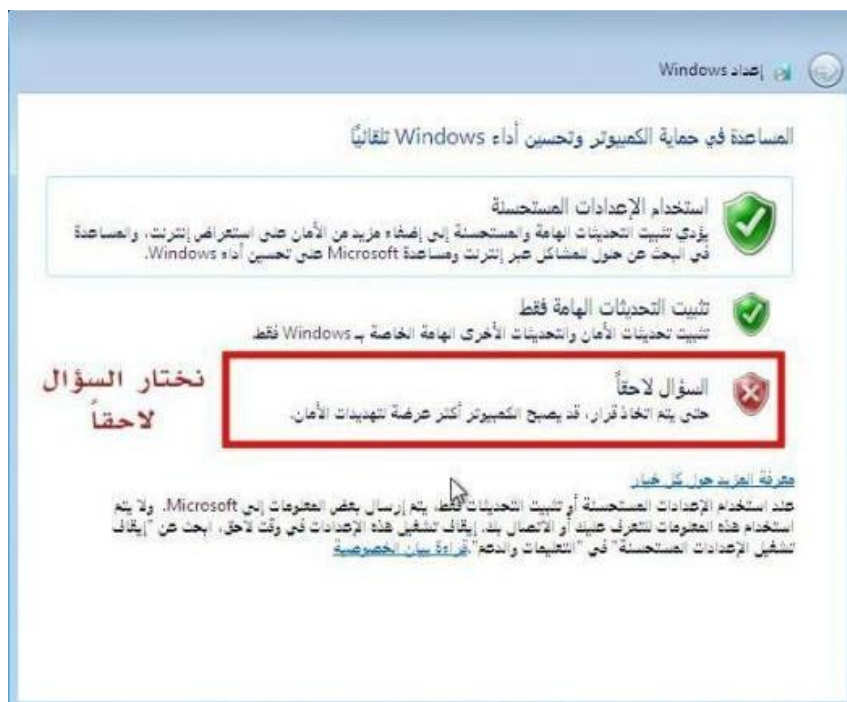 إعداد Windows
المساعدة في حماية الكمبيوتر وتحسين أداء Windows تلقائيًا
استخدام الإعدادات المستحسنة
يؤدي تثبيت التحديثات الهامة والمستحسنة إلى إضفاء مزيد من الأمان على استعراض إنترنت، والمساعدة
في البحث عن حلول للمشاكل عبر إنترنت ومساعدة Microsoft على تحسين أداء Windows.
تثبيت التحديثات الهامة فقط
تثبيت تحديثات الأمان والتحديثات الأخرى الهامة الخاصة بـ Windows فقط
السؤال لاحقاً
حتى يتم اتخاذ قرار، قد يصبح الكمبيوتر أكثر عرضة لتهديدات الأمان.
نختار السؤال
لاحقاً
معرفة المزيد حول كل خيار
عند استخدام الإعدادات المستحسنة أو تثبيت التحديثات فقط، يتم إرسال بعض المعلومات إلى Microsoft. ولا يتم
استخدام هذه المعلومات للتعرف عليك أو الاتصال بك. إيقاف تشغيل هذه الإعدادات في وقت لاحق، ابحث عن "إيقاف
تشغيل الإعدادات المستحسنة" في "التعليمات والدعم". قراءة بيان الخصوصية